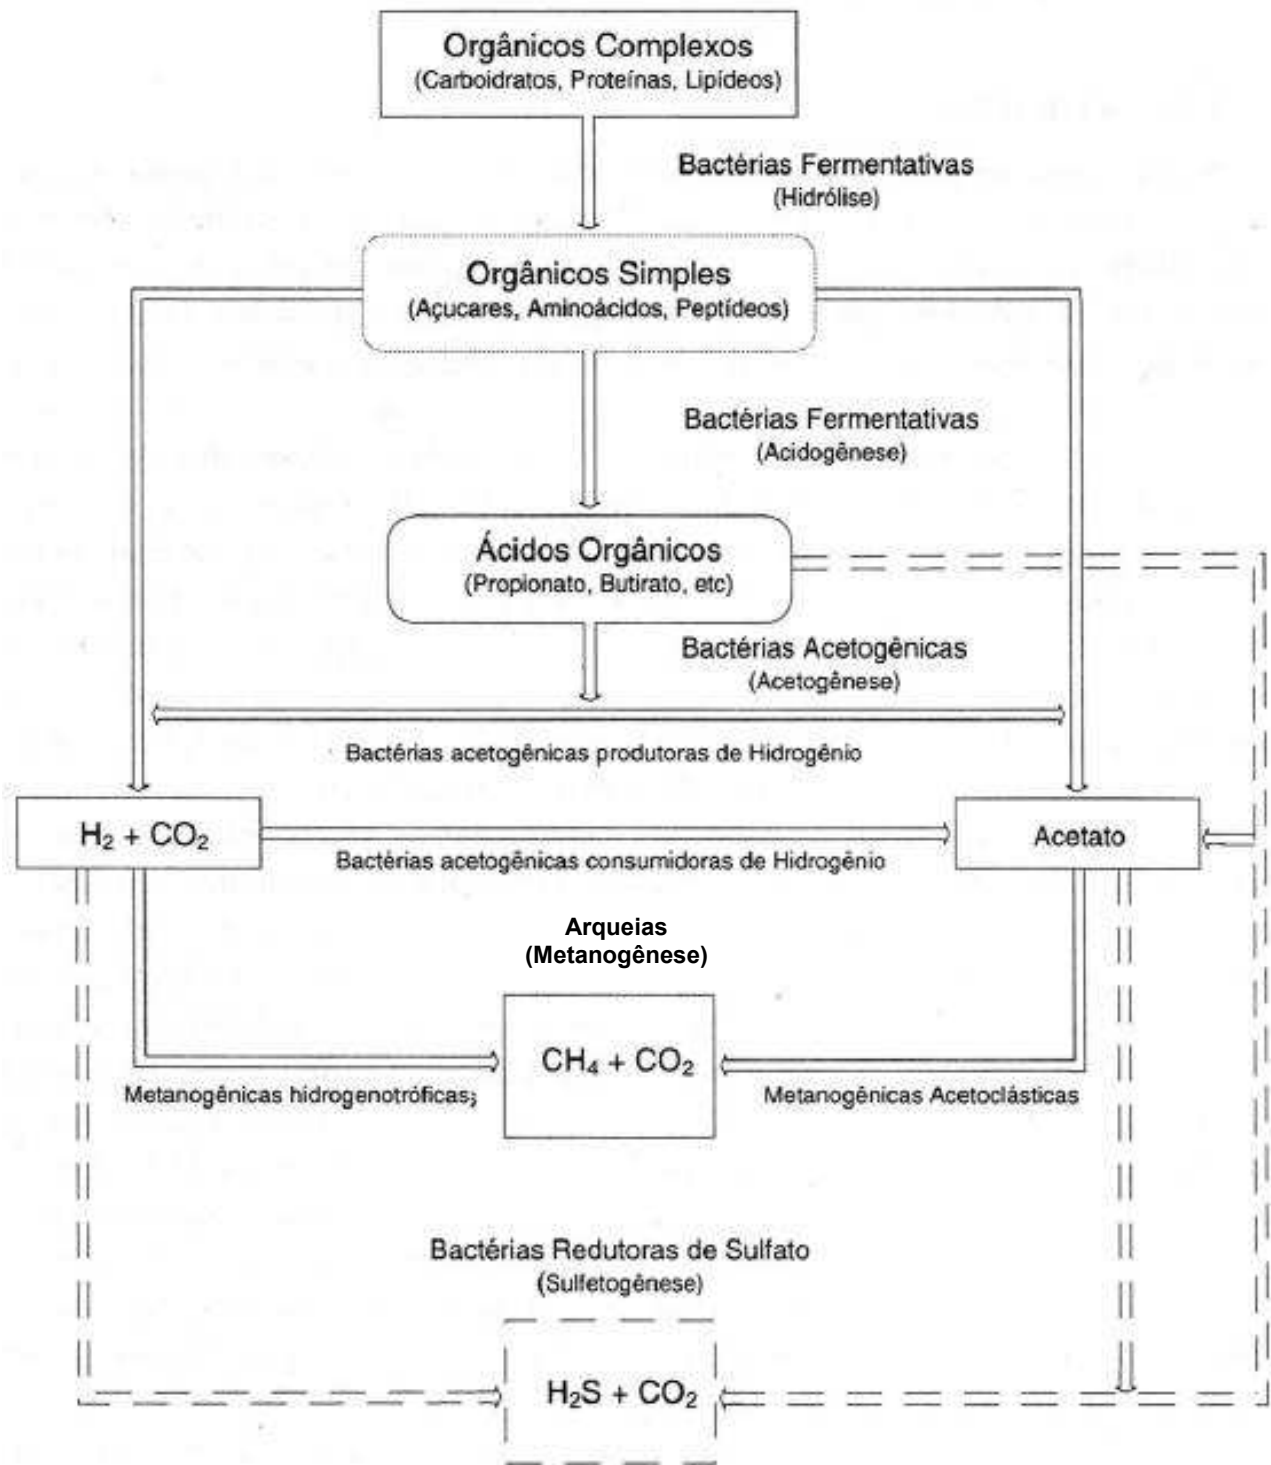 Orgânicos Complexos
(Carboidratos, Proteínas, Lipídeos)
Bactérias Fermentativas
(Hidrólise)
Orgânicos Simples
(Açucares, Aminoácidos, Peptídeos)
Bactérias Fermentativas
(Acidogênese)
Ácidos Orgânicos
(Propionato, Butirato, etc)
Bactérias Acetogênicas
(Acetogênese)
Bactérias acetogênicas produtoras de Hidrogênio
H₂ + CO₂
Acetato
Bactérias acetogênicas consumidoras de Hidrogênio
Arqueias
(Metanogênese)
CH₄ + CO₂
Metanogênicas hidrogenotróficas;
Metanogênicas Acetoclásticas
Bactérias Redutoras de Sulfato
(Sulfetogênese)
H₂S + CO₂